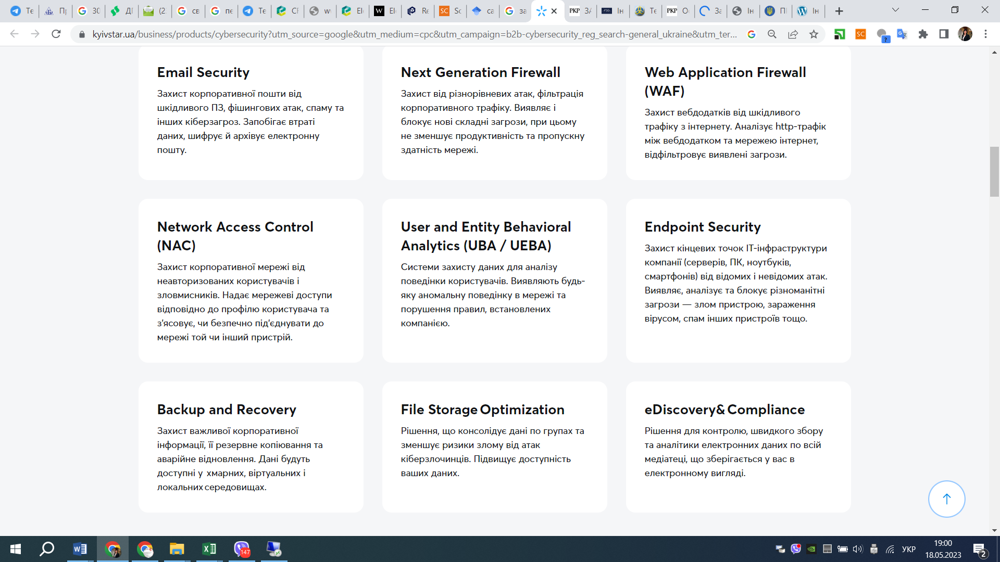 Те
Пр
30
ДП
(2
св
пе
Те
CF
w
Ele
Ele
Re
Sc
са
за
ЗА
Ін
Те
О
За
Ін
ПІ
Ін
kyivstar.ua/business/products/cybersecurity?utm_source=google&utm_medium=cpc&utm_campaign=b2b-cybersecurity_reg_search-general_ukraine&utm_ter...
Email Security
Захист корпоративної пошти від
шкідливого ПЗ, фішингових атак, спаму та
інших кіберзагроз. Запобігає втраті
даних, шифрує й архівує електронну
пошту.
Next Generation Firewall
Захист від різнорівневих атак, фільтрація
корпоративного трафіку. Виявляє і
блокує нові складні загрози, при цьому
не зменшує продуктивність та пропускну
здатність мережі.
Web Application Firewall
(WAF)
Захист вебдодатків від шкідливого
трафіку з інтернету. Аналізує http-трафік
між вебдодатком та мережею інтернет,
відфільтровує виявлені загрози.
Network Access Control
(NAC)
Захист корпоративної мережі від
неавторизованих користувачів і
зловмисників. Надає мережеві доступи
відповідно до профілю користувача та
з’ясовує, чи безпечно під’єднувати до
мережі той чи інший пристрій.
User and Entity Behavioral
Analytics (UBA / UEBA)
Системи захисту даних для аналізу
поведінки користувачів. Виявляють будь-
яку аномальну поведінку в мережі та
порушення правил, встановлених
компанією.
Endpoint Security
Захист кінцевих точок ІТ-інфраструктури
компанії (серверів, ПК, ноутбуків,
смартфонів) від відомих і невідомих атак.
Виявляє, аналізує та блокує різноманітні
загрози — злом пристрою, зараження
вірусом, спам інших пристроїв тощо.
Backup and Recovery
Захист важливої корпоративної
інформації, її резервне копіювання та
аварійне відновлення. Дані будуть
доступні у хмарних, віртуальних і
локальних середовищах.
File Storage Optimization
Рішення, що консолідує дані по групах та
зменшує ризики злому від атак
кіберзлочинців. Підвищує доступність
ваших даних.
eDiscovery& Compliance
Рішення для контролю, швидкого збору
та аналітики електронних даних по всій
медіатеці, що зберігається у вас в
електронному вигляді.
147
УКР
19:00
18.05.2023
2